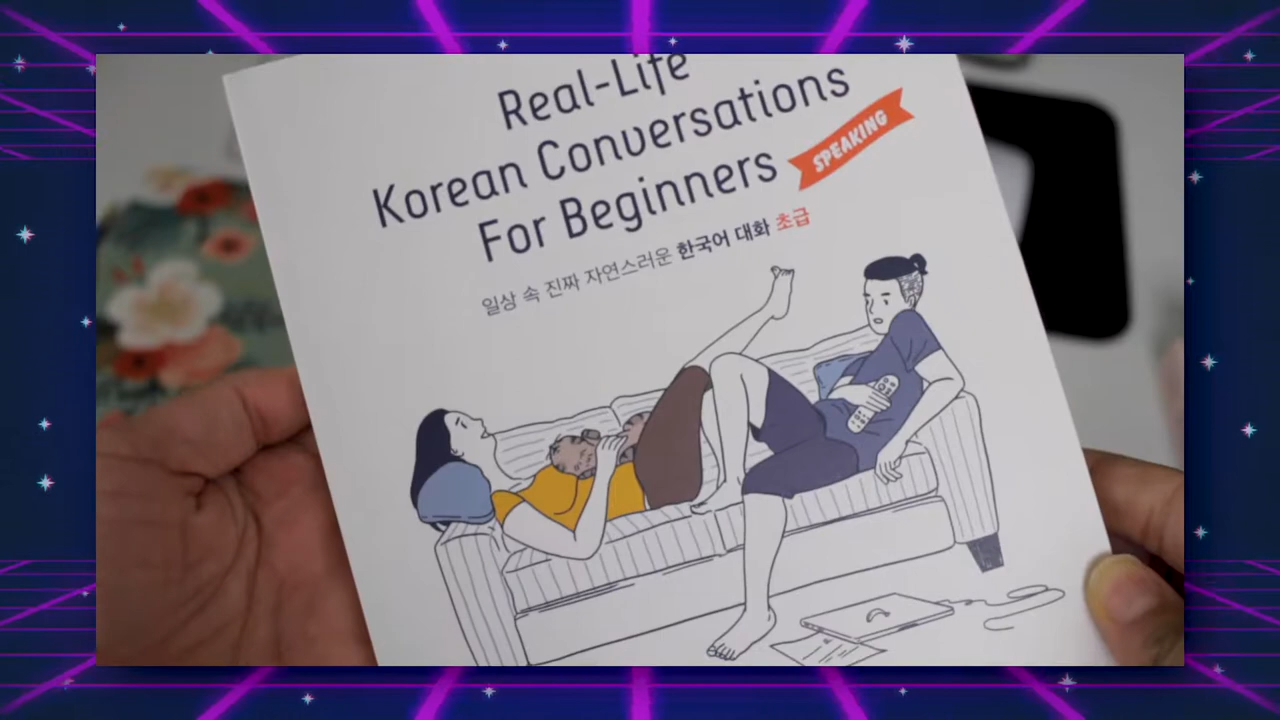 Real-Life
Korean Conversations
For Beginners
SPEAKING
일상 속 진짜 자연스러운 한국어 대화 초급